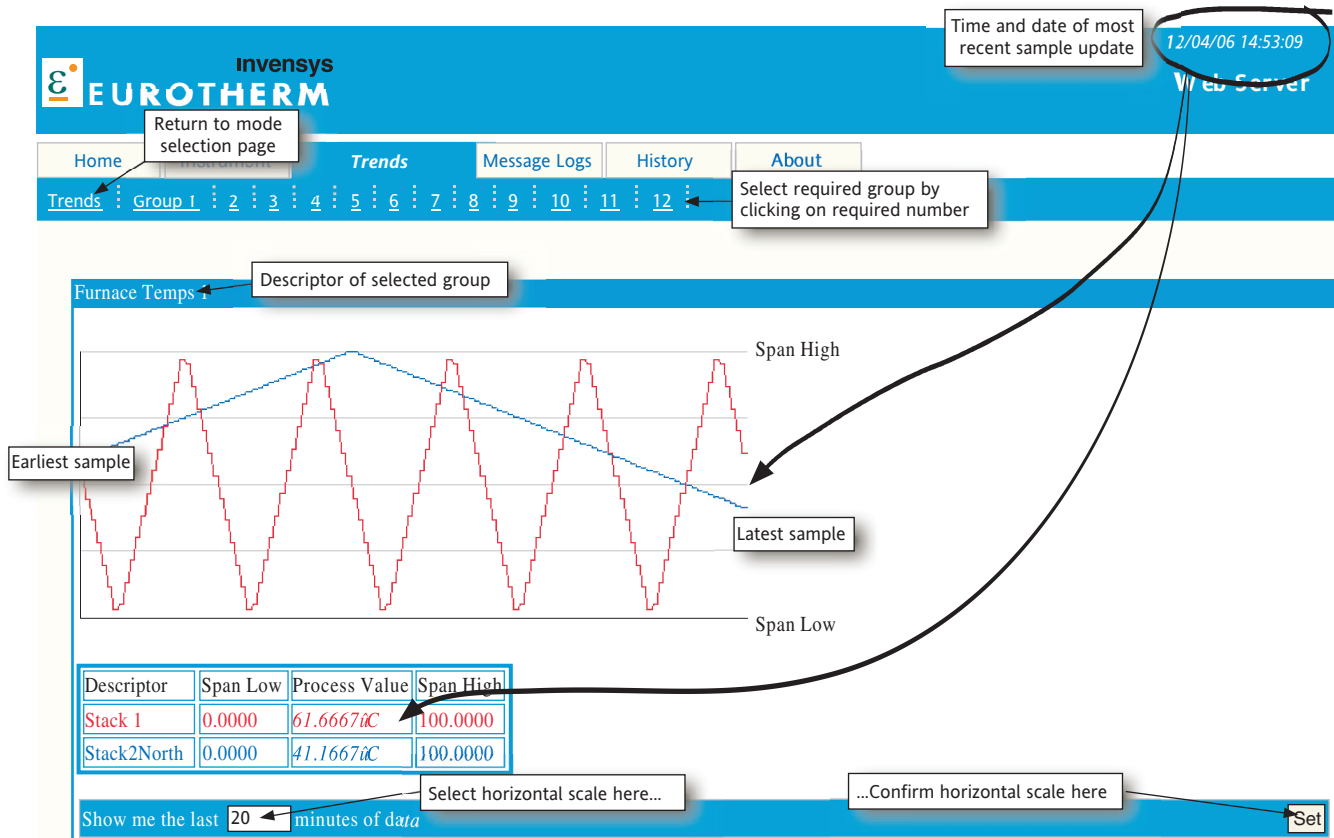 Time and date of most
recent sample update
12/04/06 14:53:09
Web Server
invensys
EUROTHERM
Return to mode
selection page
Home Instrument Trends Message Logs History About
Trends Group 1 2 3 4 5 6 7 8 9 10 11 12
Select required group by
clicking on required number
Furnace Temps 1
Descriptor of selected group
Span High
Earliest sample
Latest sample
Span Low
Descriptor Span Low Process Value Span High
Stack 1 0.0000 61.6667ûC 100.0000
Stack2North 0.0000 41.1667ûC 100.0000
Select horizontal scale here...
...Confirm horizontal scale here
Show me the last 20 minutes of data
Set